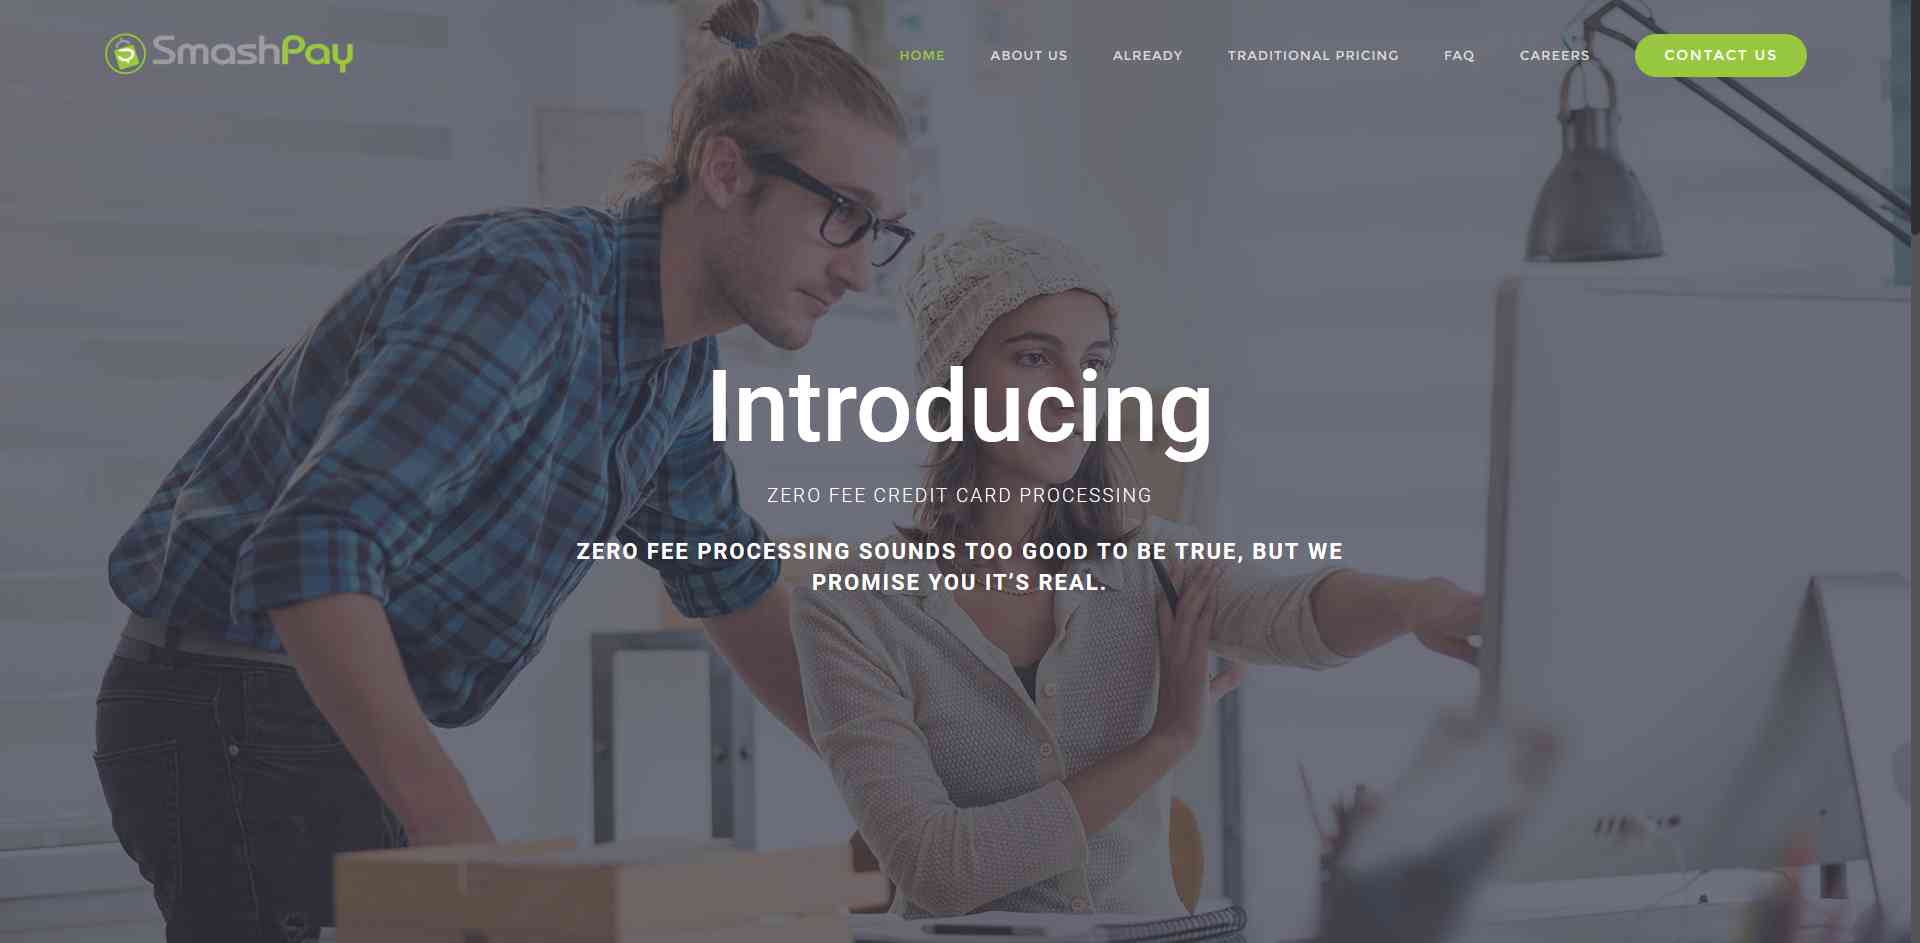 SmashPay
HOME
ABOUT US
ALREADY
TRADITIONAL PRICING
FAQ
CAREERS
CONTACT US
Introducing
ZERO FEE CREDIT CARD PROCESSING
ZERO FEE PROCESSING SOUNDS TOO GOOD TO BE TRUE, BUT WE
PROMISE YOU IT’S REAL.